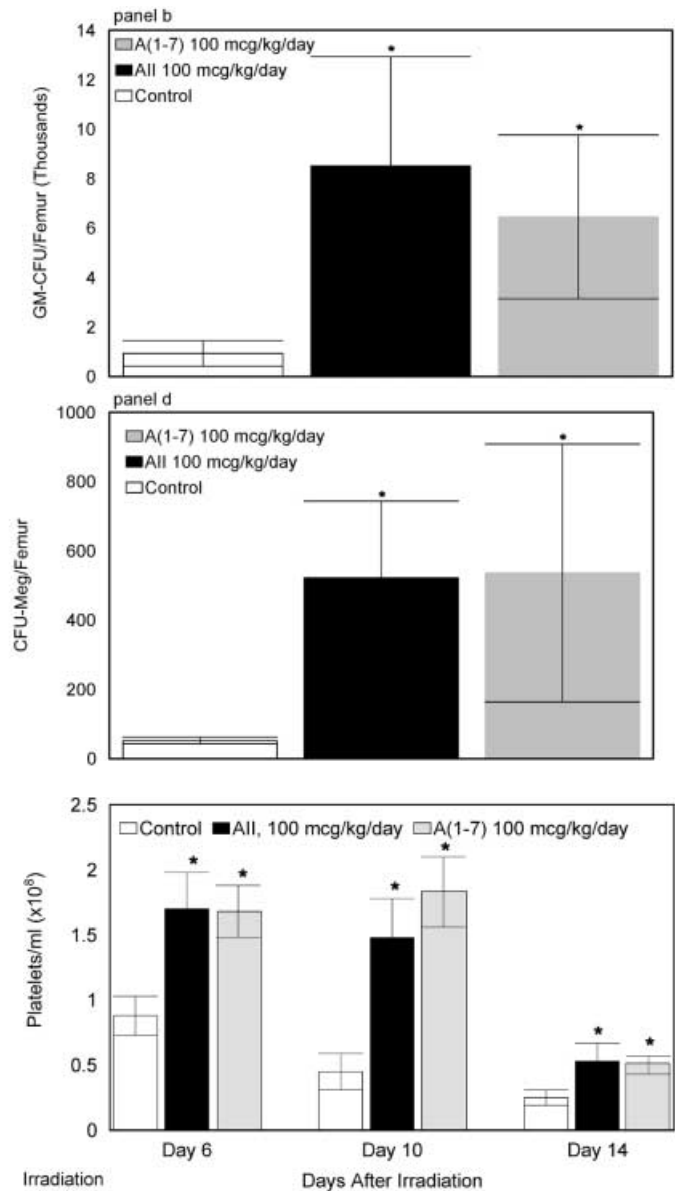 panel b
14
12
10
8
6
4
2
0
GM-CFU/Femur (Thousands)
A(1-7) 100 mcg/kg/day
AII 100 mcg/kg/day
Control
*
*
panel d
1000
800
600
400
200
0
CFU-Meg/Femur
A(1-7) 100 mcg/kg/day
AII 100 mcg/kg/day
Control
*
*
2.5
2
1.5
1
0.5
0
Platelets/ml (x10⁸)
Control AII, 100 mcg/kg/day A(1-7) 100 mcg/kg/day
* * * * * *
Day 6 Day 10 Day 14
Irradiation Days After Irradiation